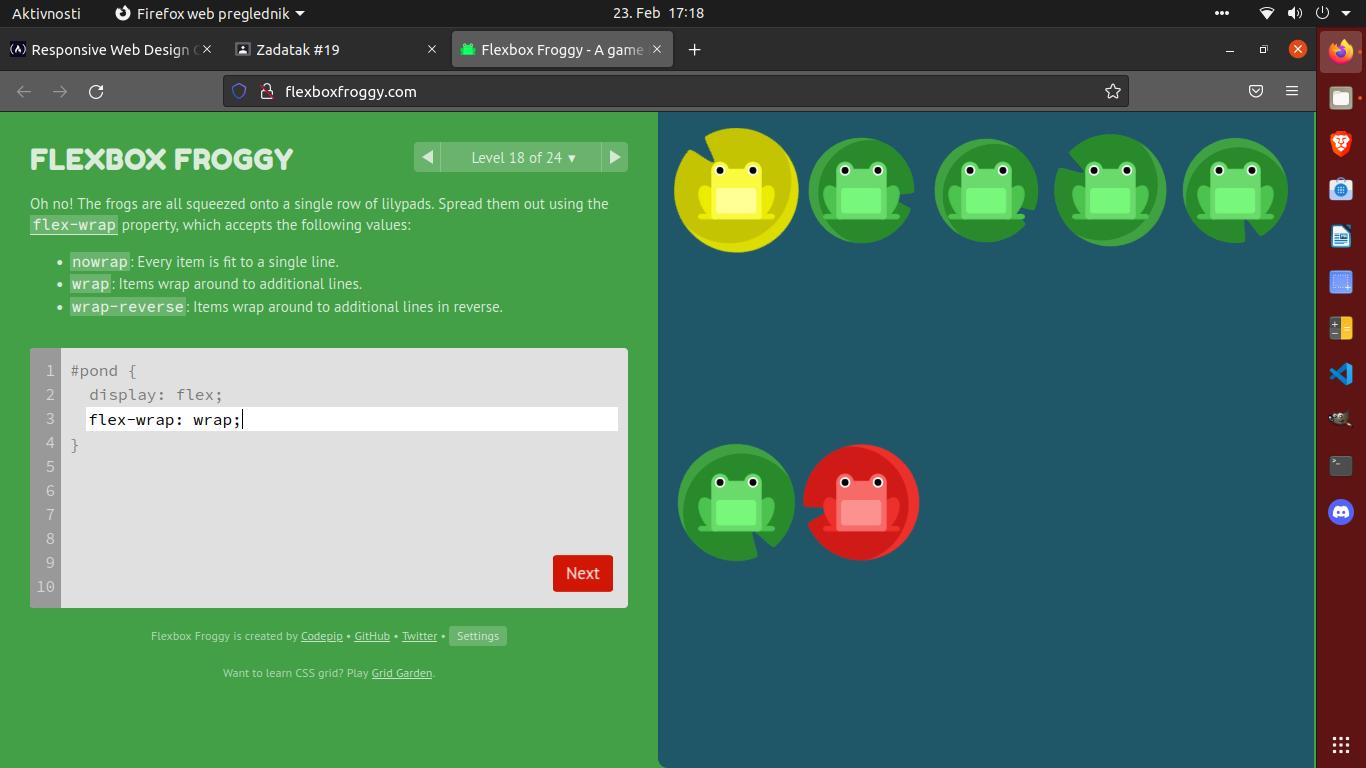 Aktivnosti Firefox web preglednik 23. Feb 17:18
Responsive Web Design Zadatak #19 Flexbox Froggy - A game
flexboxfroggy.com
FLEXBOX FROGGY
Level 18 of 24 ▾
Oh no! The frogs are all squeezed onto a single row of lilypads. Spread them out using the
flex-wrap property, which accepts the following values:
• nowrap: Every item is fit to a single line.
• wrap: Items wrap around to additional lines.
• wrap-reverse: Items wrap around to additional lines in reverse.
1 #pond {
2 display: flex;
3 flex-wrap: wrap;
4 }
5
6
7
8
9
10
Next
Flexbox Froggy is created by Codepip • GitHub • Twitter • Settings
Want to learn CSS grid? Play Grid Garden.